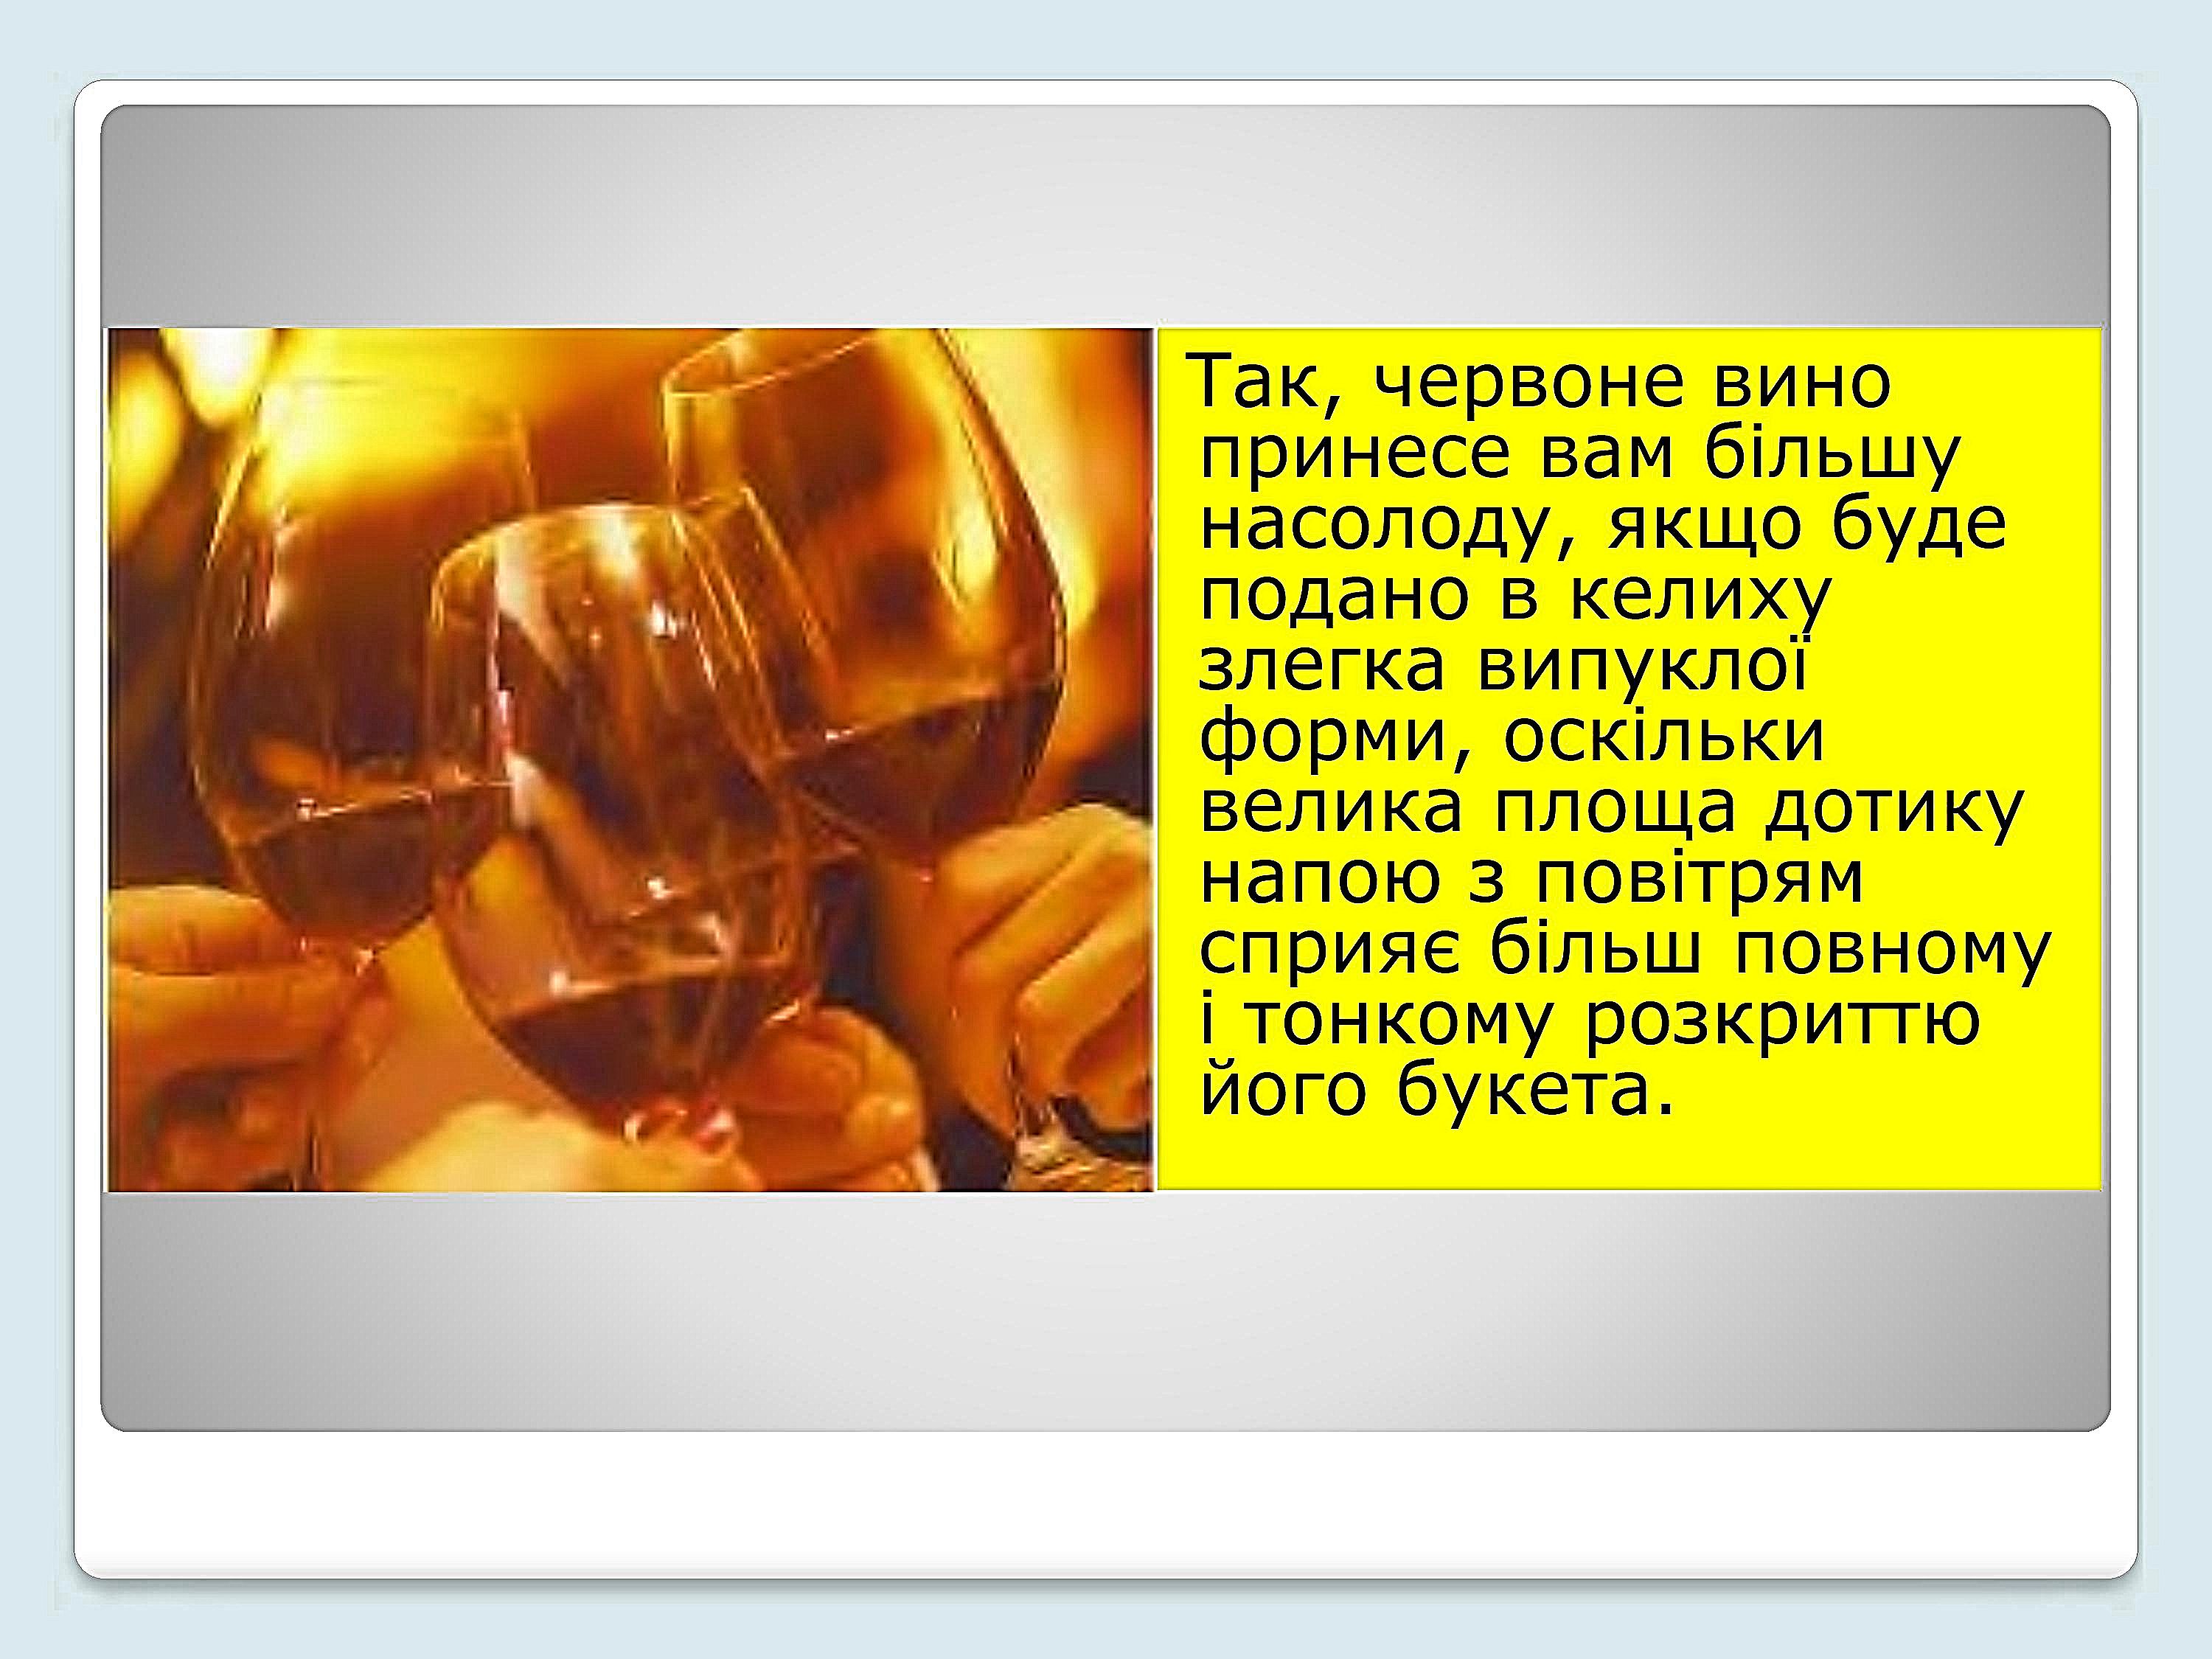 Так, червоне вино
принесе вам більшу
насолоду, якщо буде
подано в келиху
злегка випуклої
форми, оскільки
велика площа дотику
напою з повітрям
сприяє більш повному
і тонкому розкриттю
його букета.